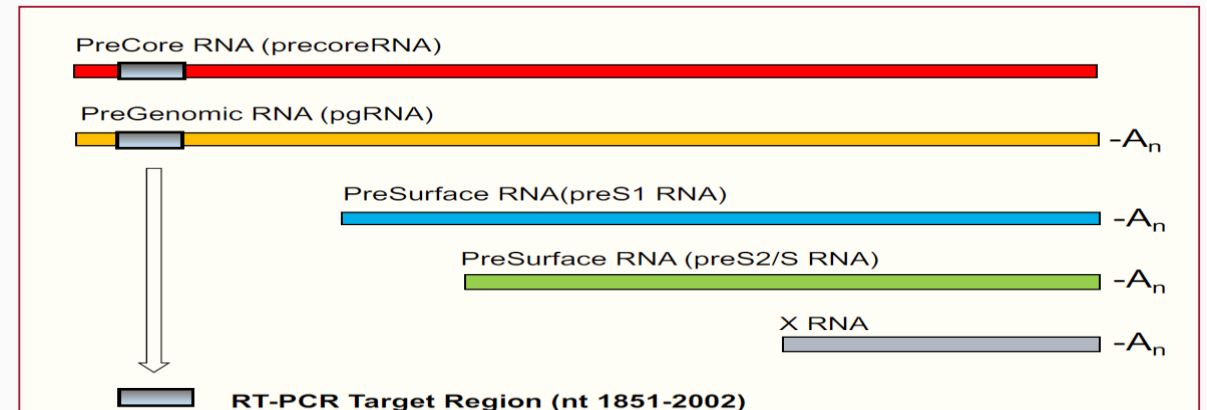 PreCore RNA (precoreRNA)
PreGenomic RNA (pgRNA)
-An
PreSurface RNA(preS1 RNA)
-An
PreSurface RNA (preS2/S RNA)
-An
X RNA
-An
RT-PCR Target Region (nt 1851-2002)